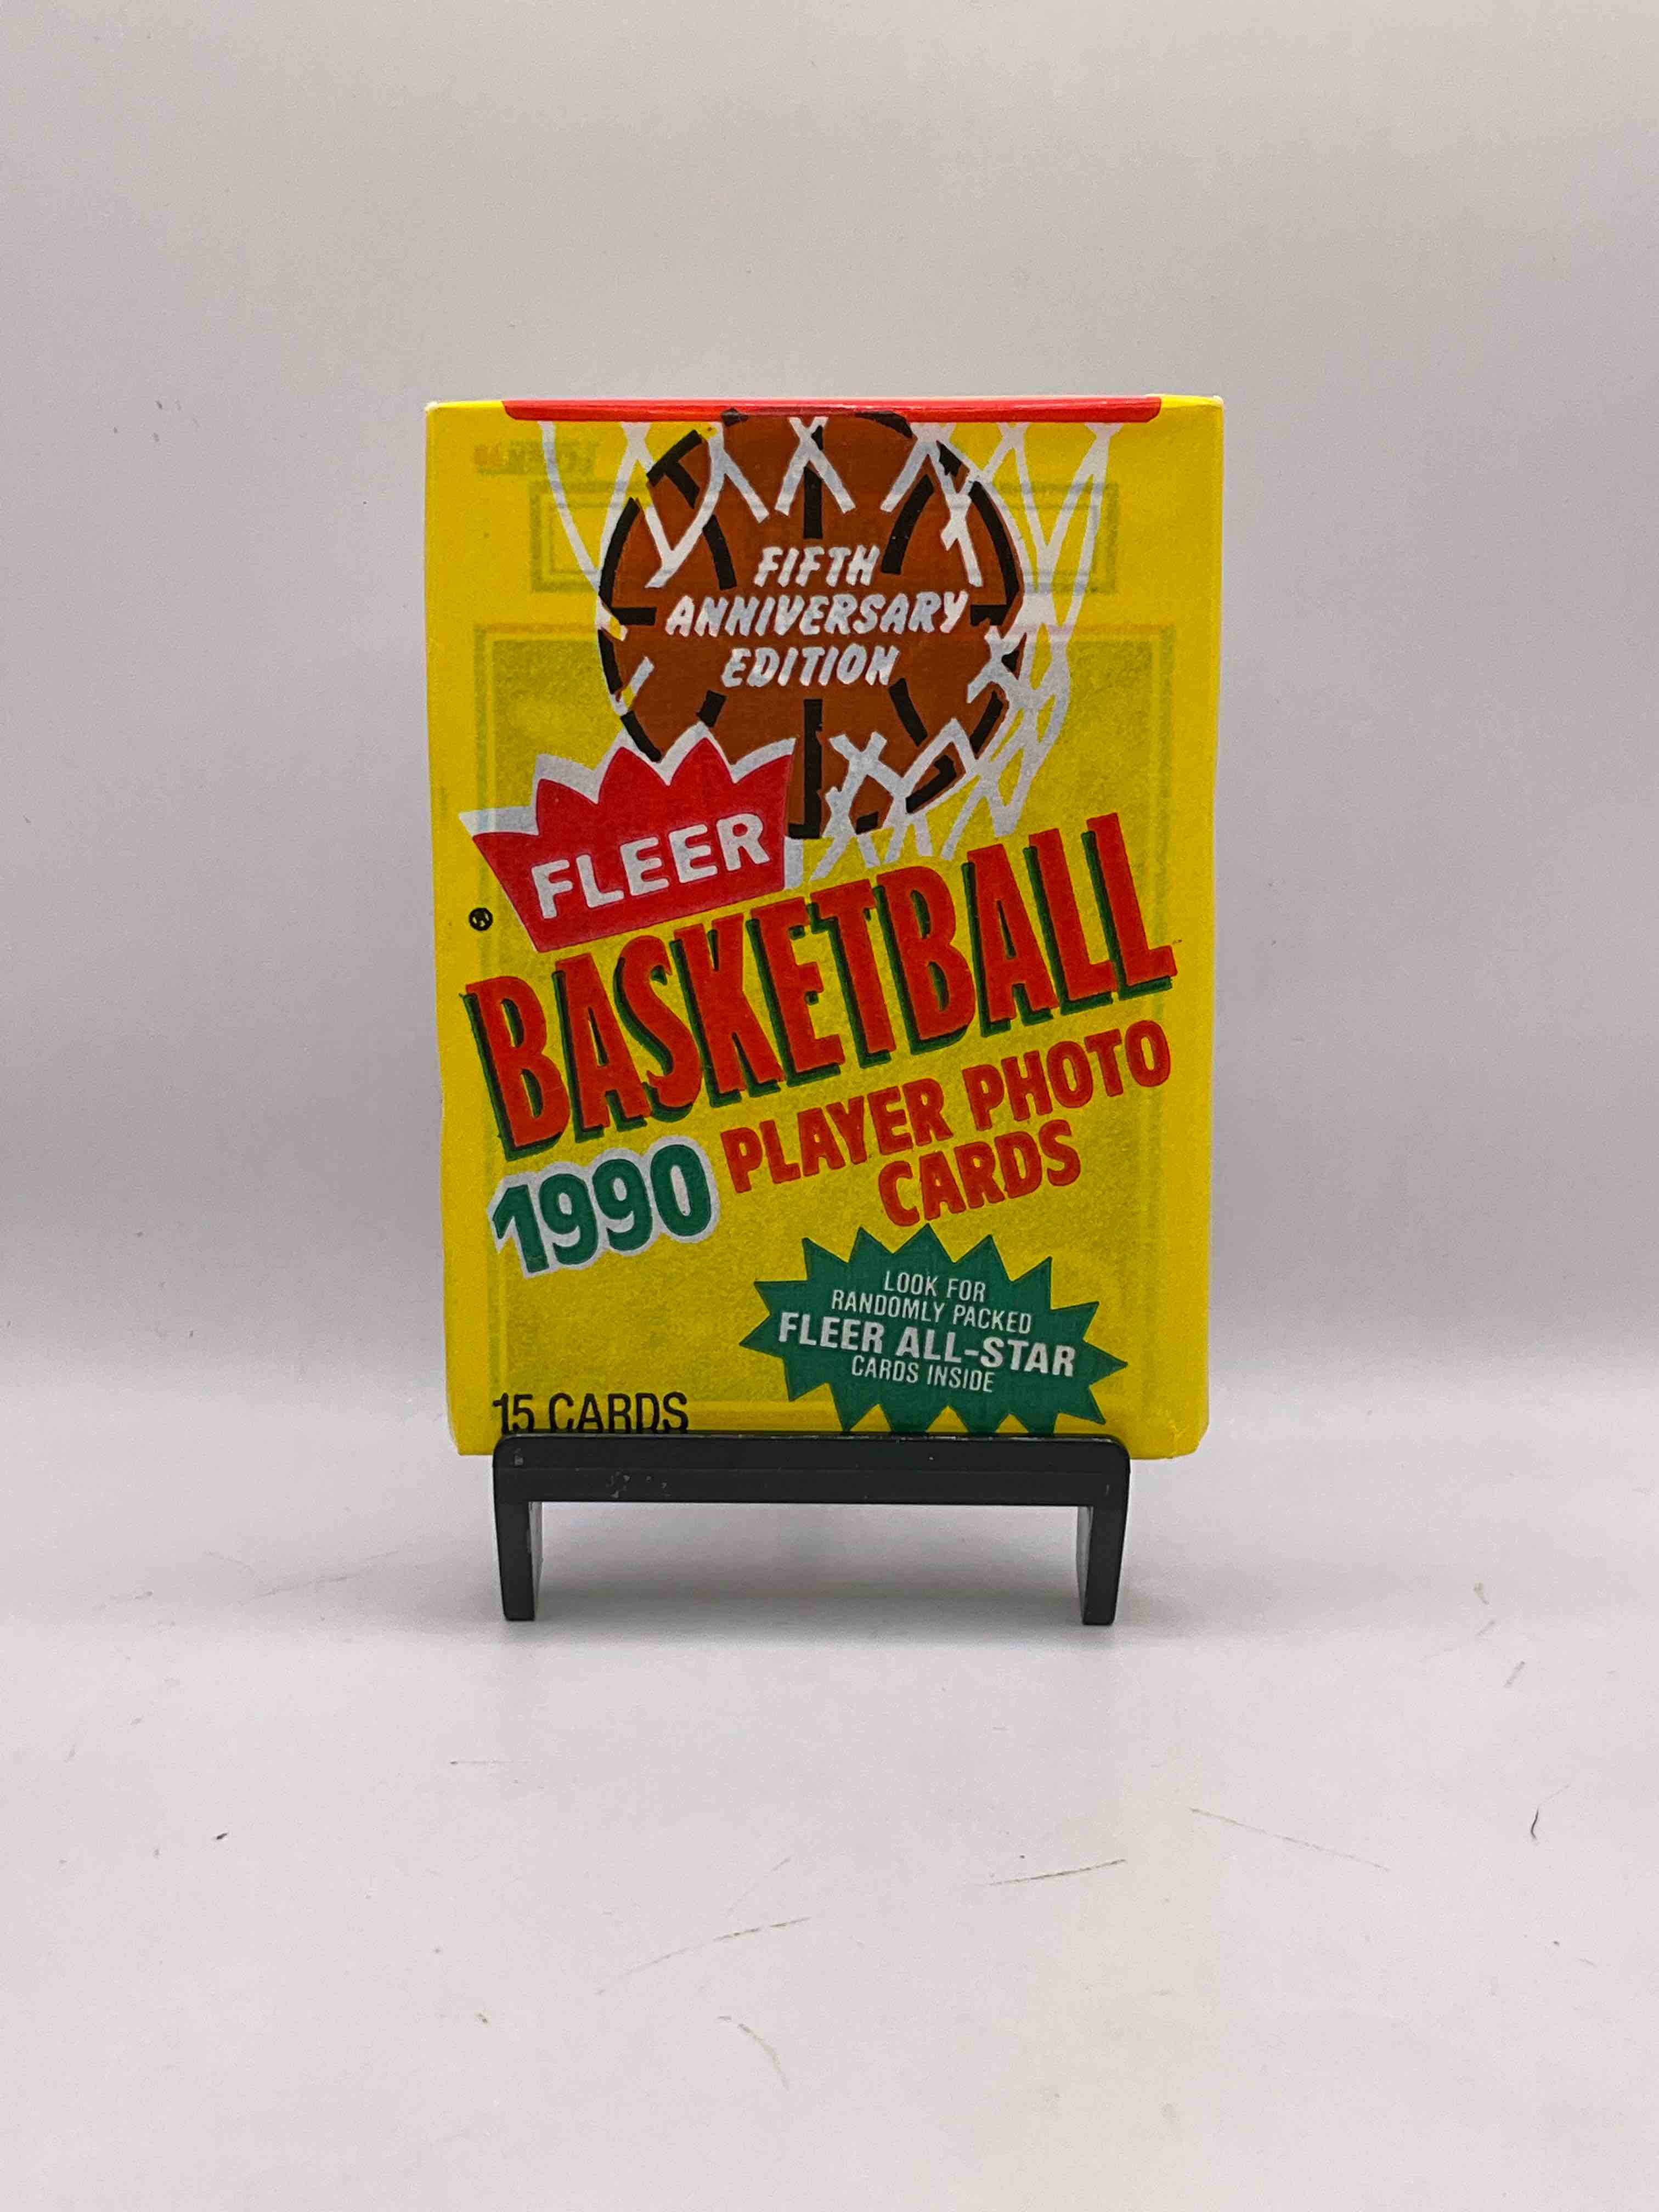 FIFTH
ANNIVERSARY
EDITION
FLEER
®
BASKETBALL
1990 PLAYER PHOTO
CARDS
LOOK FOR
RANDOMLY PACKED
FLEER ALL-STAR
CARDS INSIDE
15 CARDS